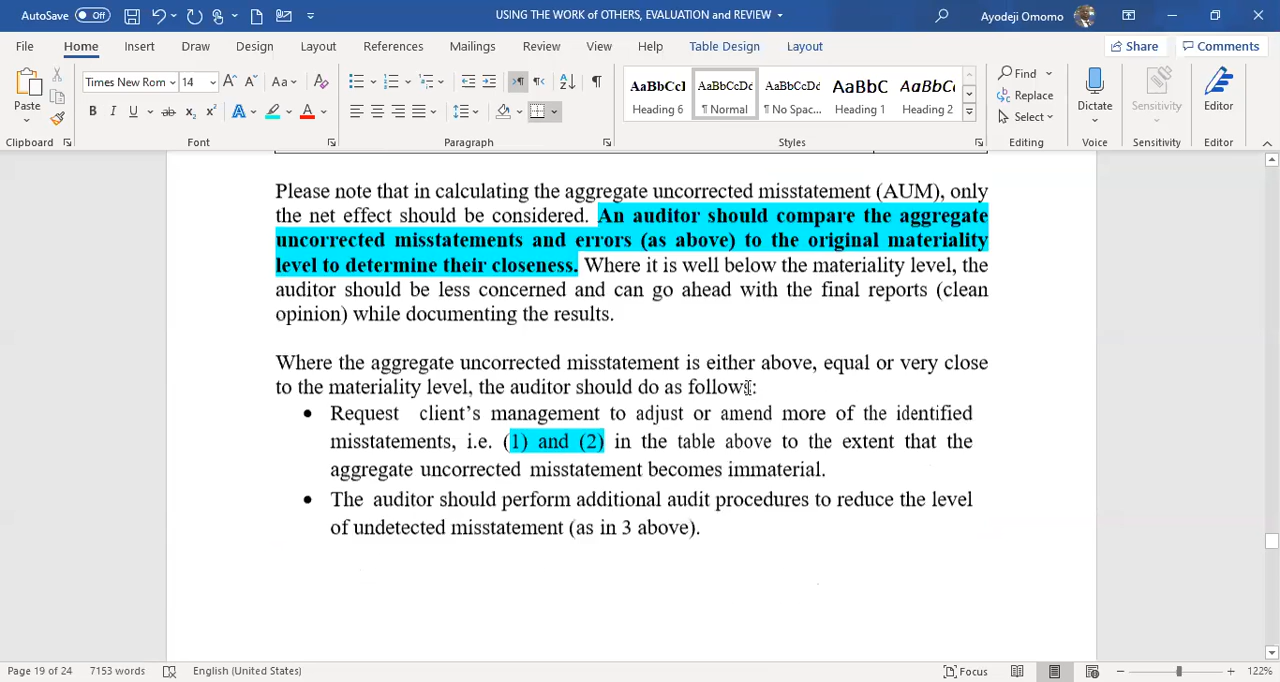 AutoSave Off USING THE WORK of OTHERS, EVALUATION and REVIEW Ayodeji Omomo
File Home Insert Draw Design Layout References Mailings Review View Help Table Design Layout Share Comments
Times New Rom 14 Aa Find
Paste Replace Dictate Sensitivity Editor
B I U ab x₂ x² A A Select
AaBbCcI AaBbCcDc AaBbCcDc AaBbC AaBbC
Heading 6 ¶ Normal ¶ No Spac... Heading 1 Heading 2
Clipboard Font Paragraph Styles Editing Voice Sensitivity Editor
Please note that in calculating the aggregate uncorrected misstatement (AUM), only
the net effect should be considered. An auditor should compare the aggregate
uncorrected misstatements and errors (as above) to the original materiality
level to determine their closeness. Where it is well below the materiality level, the
auditor should be less concerned and can go ahead with the final reports (clean
opinion) while documenting the results.
Where the aggregate uncorrected misstatement is either above, equal or very close
to the materiality level, the auditor should do as follows:
• Request client's management to adjust or amend more of the identified
misstatements, i.e. (1) and (2) in the table above to the extent that the
aggregate uncorrected misstatement becomes immaterial.
• The auditor should perform additional audit procedures to reduce the level
of undetected misstatement (as in 3 above).
Page 19 of 24 7153 words English (United States) Focus 122%